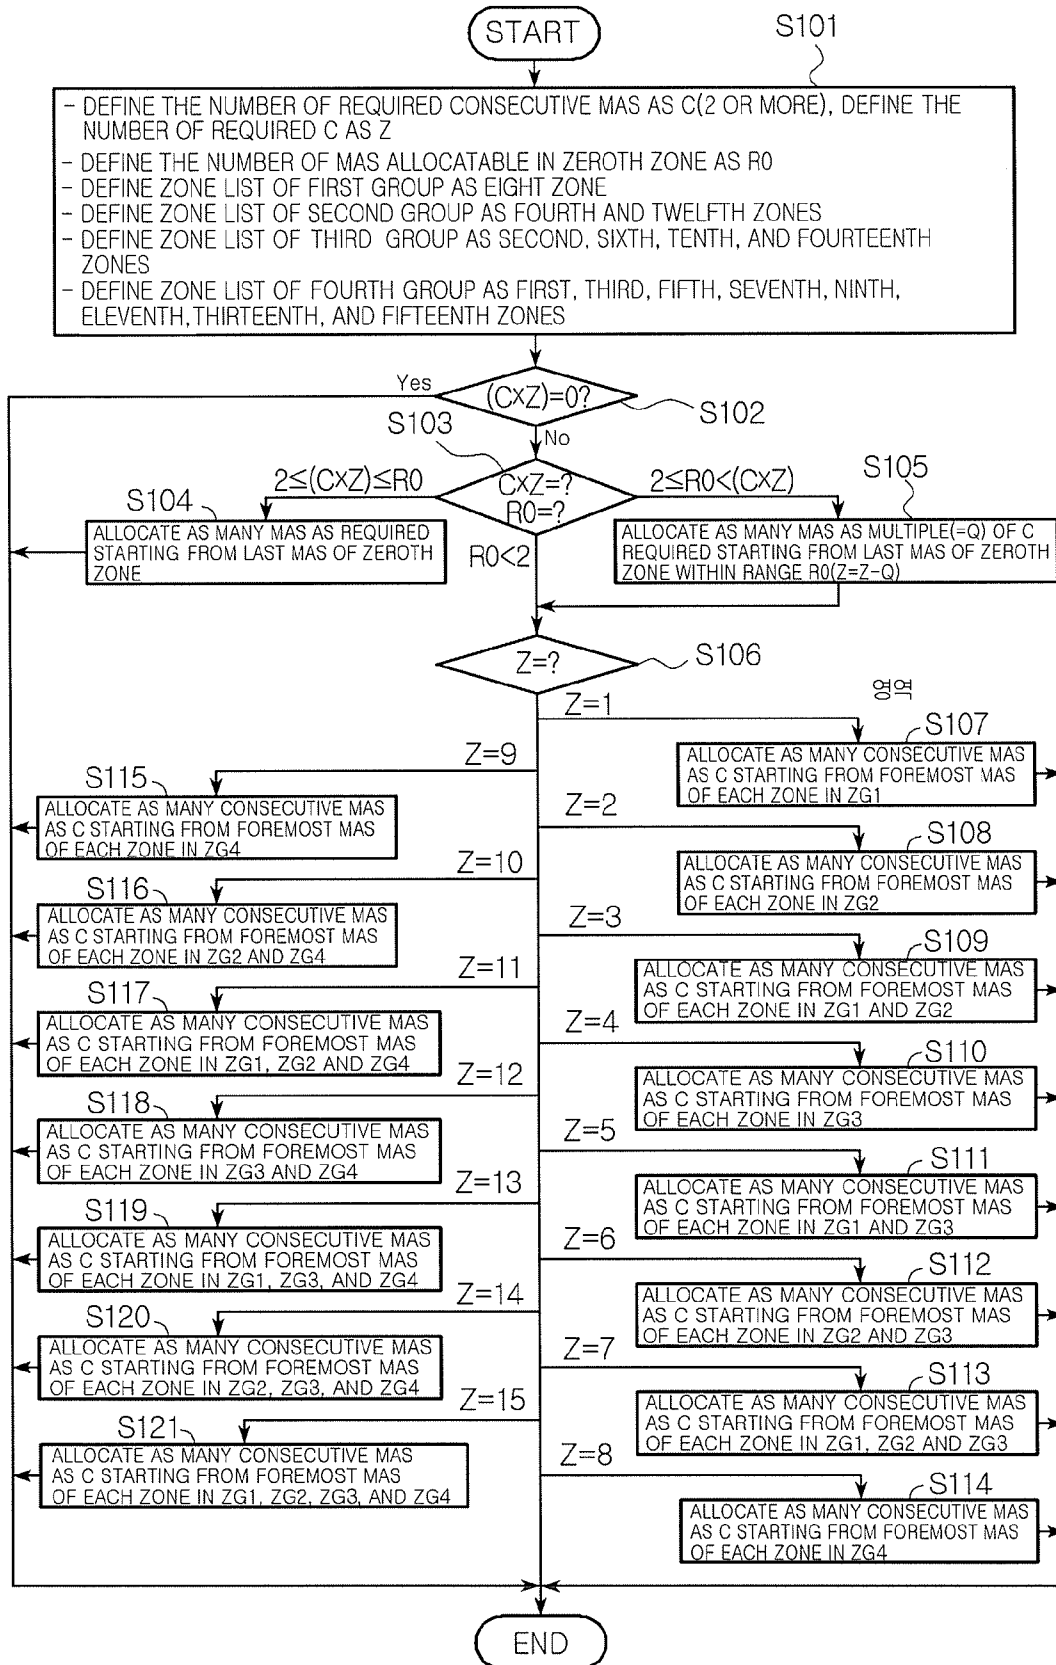 START
S101
- DEFINE THE NUMBER OF REQUIRED CONSECUTIVE MAS AS C(2 OR MORE), DEFINE THE
NUMBER OF REQUIRED C AS Z
- DEFINE THE NUMBER OF MAS ALLOCATABLE IN ZEROTH ZONE AS R0
- DEFINE ZONE LIST OF FIRST GROUP AS EIGHT ZONE
- DEFINE ZONE LIST OF SECOND GROUP AS FOURTH AND TWELFTH ZONES
- DEFINE ZONE LIST OF THIRD GROUP AS SECOND, SIXTH, TENTH, AND FOURTEENTH
ZONES
- DEFINE ZONE LIST OF FOURTH GROUP AS FIRST, THIRD, FIFTH, SEVENTH, NINTH,
ELEVENTH, THIRTEENTH, AND FIFTEENTH ZONES
Yes
(C×Z)=0?
S102
No
S103
C×Z=?
R0=?
2≤(C×Z)≤R0
2≤R0<(C×Z)
R0<2
S104
ALLOCATE AS MANY MAS AS REQUIRED
STARTING FROM LAST MAS OF ZEROTH
ZONE
S105
ALLOCATE AS MANY MAS AS MULTIPLE(=Q) OF C
REQUIRED STARTING FROM LAST MAS OF ZEROTH
ZONE WITHIN RANGE R0(Z=Z-Q)
Z=?
S106
영역
Z=1
S107
ALLOCATE AS MANY CONSECUTIVE MAS
AS C STARTING FROM FOREMOST MAS
OF EACH ZONE IN ZG1
Z=9
S115
ALLOCATE AS MANY CONSECUTIVE MAS
AS C STARTING FROM FOREMOST MAS
OF EACH ZONE IN ZG4
Z=2
S108
ALLOCATE AS MANY CONSECUTIVE MAS
AS C STARTING FROM FOREMOST MAS
OF EACH ZONE IN ZG2
Z=10
S116
ALLOCATE AS MANY CONSECUTIVE MAS
AS C STARTING FROM FOREMOST MAS
OF EACH ZONE IN ZG2 AND ZG4
Z=3
S109
ALLOCATE AS MANY CONSECUTIVE MAS
AS C STARTING FROM FOREMOST MAS
OF EACH ZONE IN ZG1 AND ZG2
Z=11
S117
ALLOCATE AS MANY CONSECUTIVE MAS
AS C STARTING FROM FOREMOST MAS
OF EACH ZONE IN ZG1, ZG2 AND ZG4
Z=4
S110
ALLOCATE AS MANY CONSECUTIVE MAS
AS C STARTING FROM FOREMOST MAS
OF EACH ZONE IN ZG3
Z=12
S118
ALLOCATE AS MANY CONSECUTIVE MAS
AS C STARTING FROM FOREMOST MAS
OF EACH ZONE IN ZG3 AND ZG4
Z=5
S111
ALLOCATE AS MANY CONSECUTIVE MAS
AS C STARTING FROM FOREMOST MAS
OF EACH ZONE IN ZG1 AND ZG3
Z=13
S119
ALLOCATE AS MANY CONSECUTIVE MAS
AS C STARTING FROM FOREMOST MAS
OF EACH ZONE IN ZG1, ZG3, AND ZG4
Z=6
S112
ALLOCATE AS MANY CONSECUTIVE MAS
AS C STARTING FROM FOREMOST MAS
OF EACH ZONE IN ZG2 AND ZG3
Z=14
S120
ALLOCATE AS MANY CONSECUTIVE MAS
AS C STARTING FROM FOREMOST MAS
OF EACH ZONE IN ZG2, ZG3, AND ZG4
Z=7
S113
ALLOCATE AS MANY CONSECUTIVE MAS
AS C STARTING FROM FOREMOST MAS
OF EACH ZONE IN ZG1, ZG2 AND ZG3
Z=15
S121
ALLOCATE AS MANY CONSECUTIVE MAS
AS C STARTING FROM FOREMOST MAS
OF EACH ZONE IN ZG1, ZG2, ZG3, AND ZG4
Z=8
S114
ALLOCATE AS MANY CONSECUTIVE MAS
AS C STARTING FROM FOREMOST MAS
OF EACH ZONE IN ZG4
END